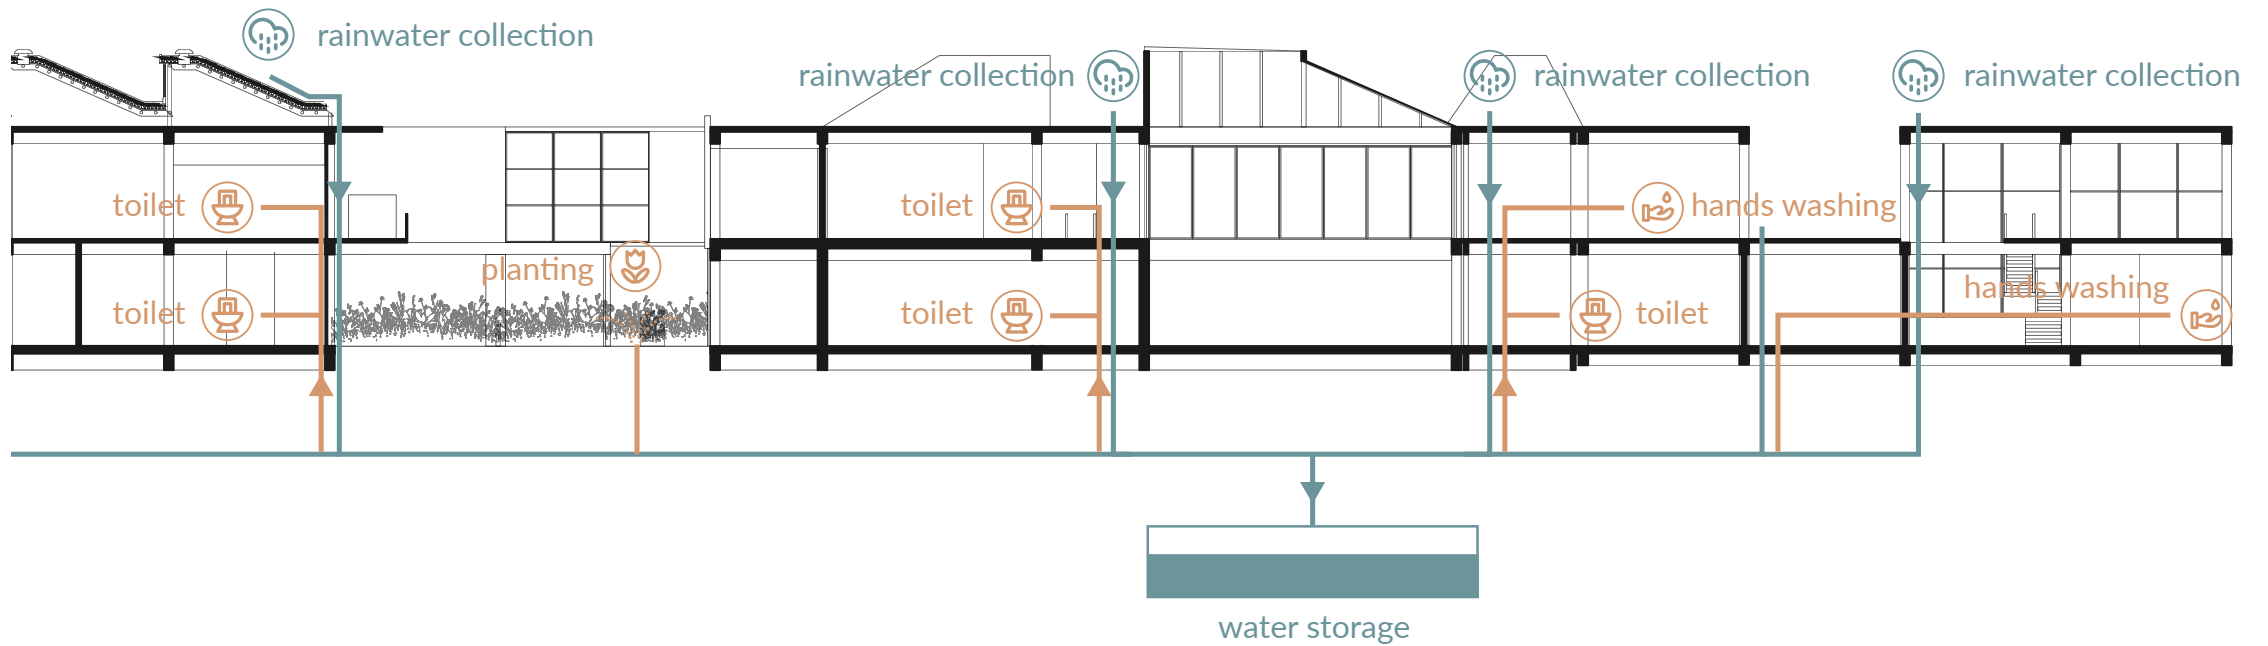 rainwater collection
rainwater collection
rainwater collection
rainwater collection
toilet
toilet
hands washing
planting
hands washing
toilet
toilet
toilet
water storage